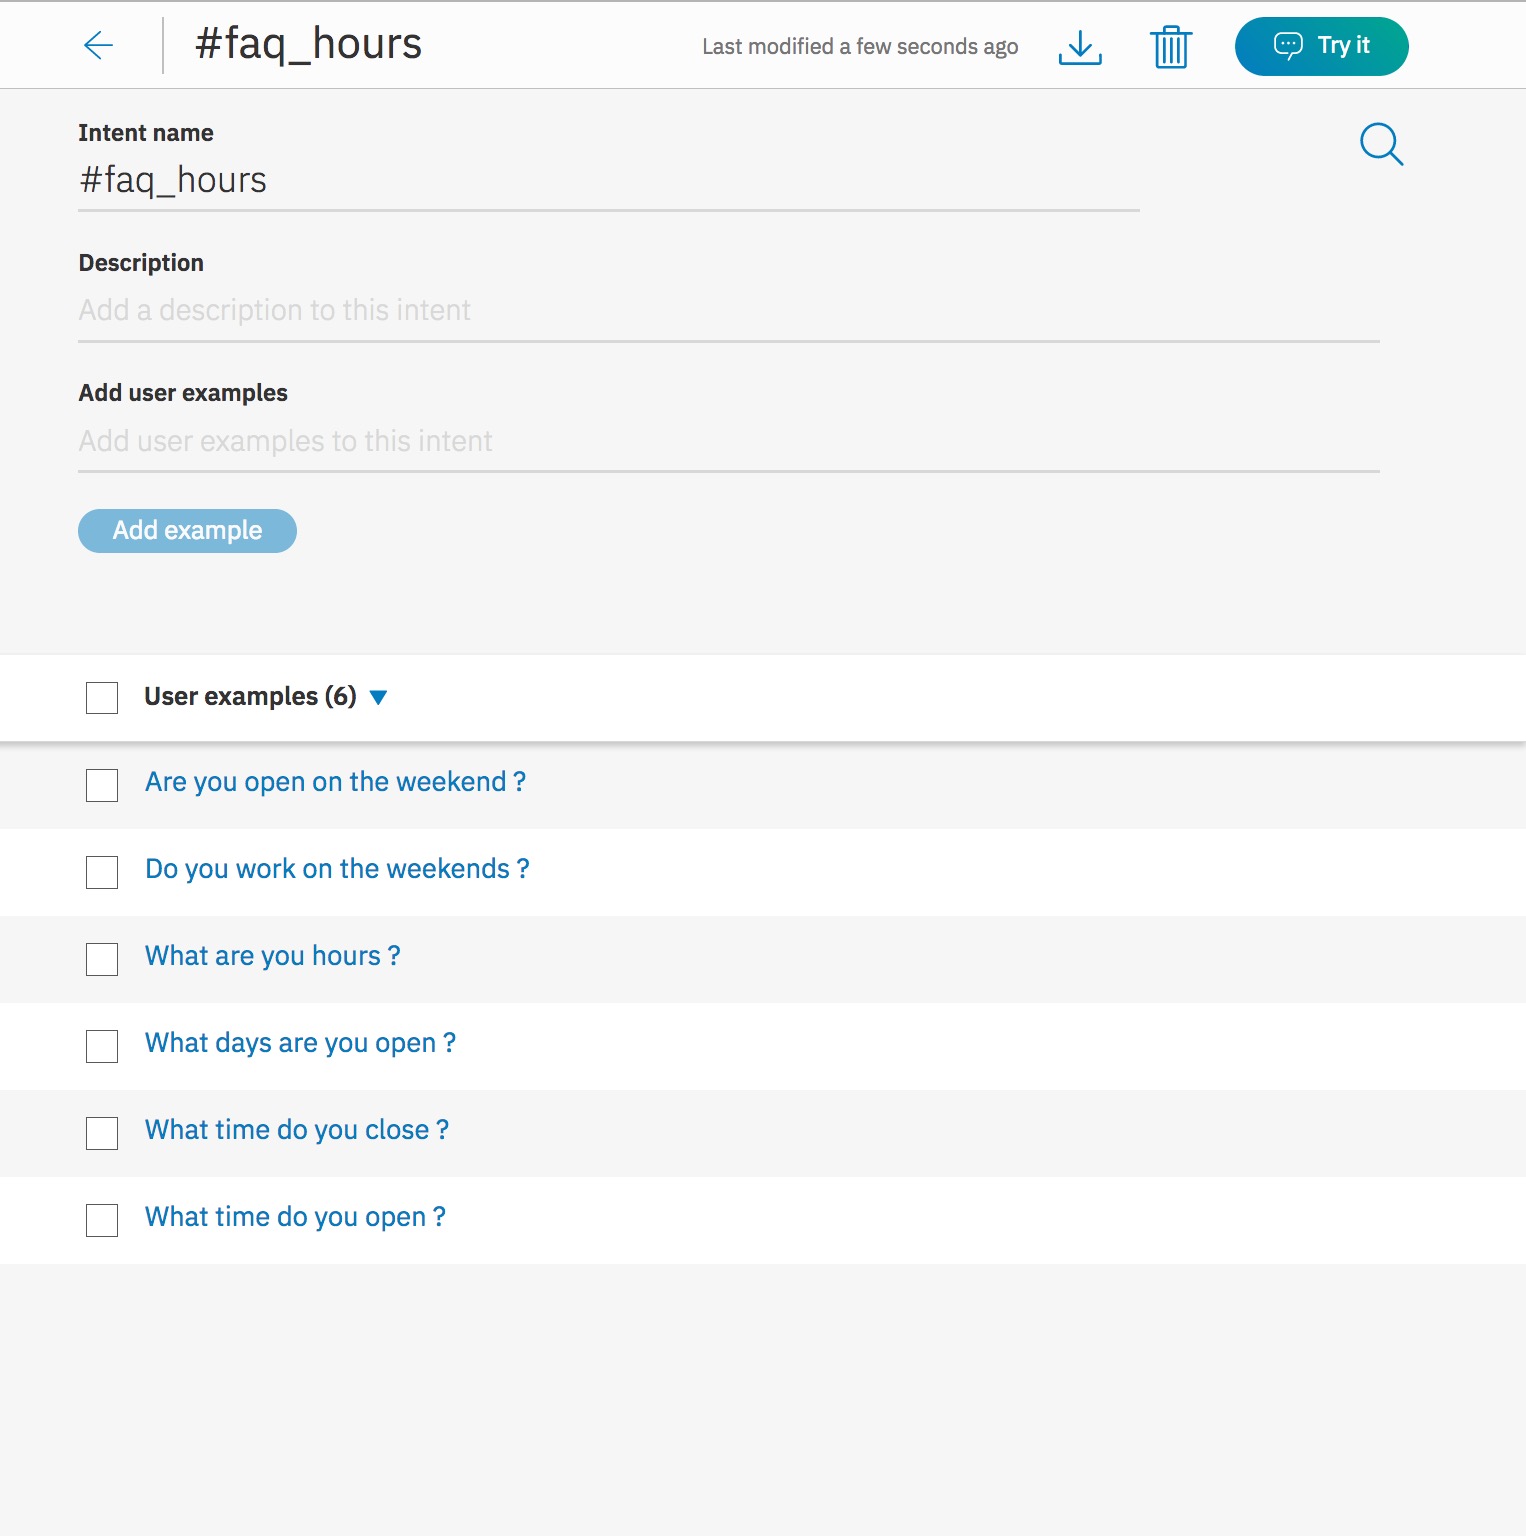 #faq_hours
Last modified a few seconds ago
Try it
Intent name
#faq_hours
Description
Add a description to this intent
Add user examples
Add user examples to this intent
Add example
User examples (6)
Are you open on the weekend ?
Do you work on the weekends ?
What are you hours ?
What days are you open ?
What time do you close ?
What time do you open ?